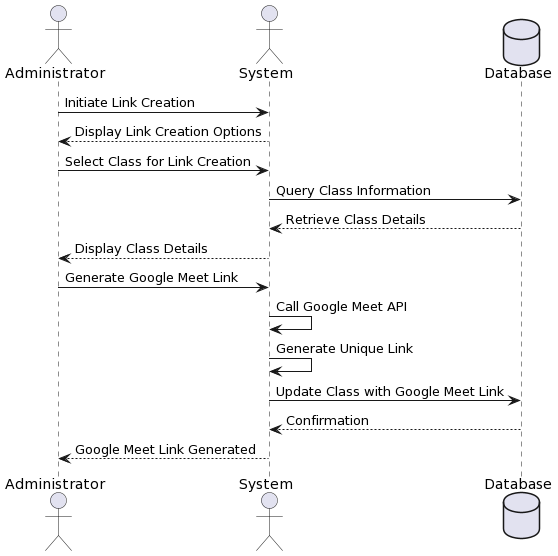 Administrator System Database
Initiate Link Creation
Display Link Creation Options
Select Class for Link Creation
Query Class Information
Retrieve Class Details
Display Class Details
Generate Google Meet Link
Call Google Meet API
Generate Unique Link
Update Class with Google Meet Link
Confirmation
Google Meet Link Generated
Administrator System Database